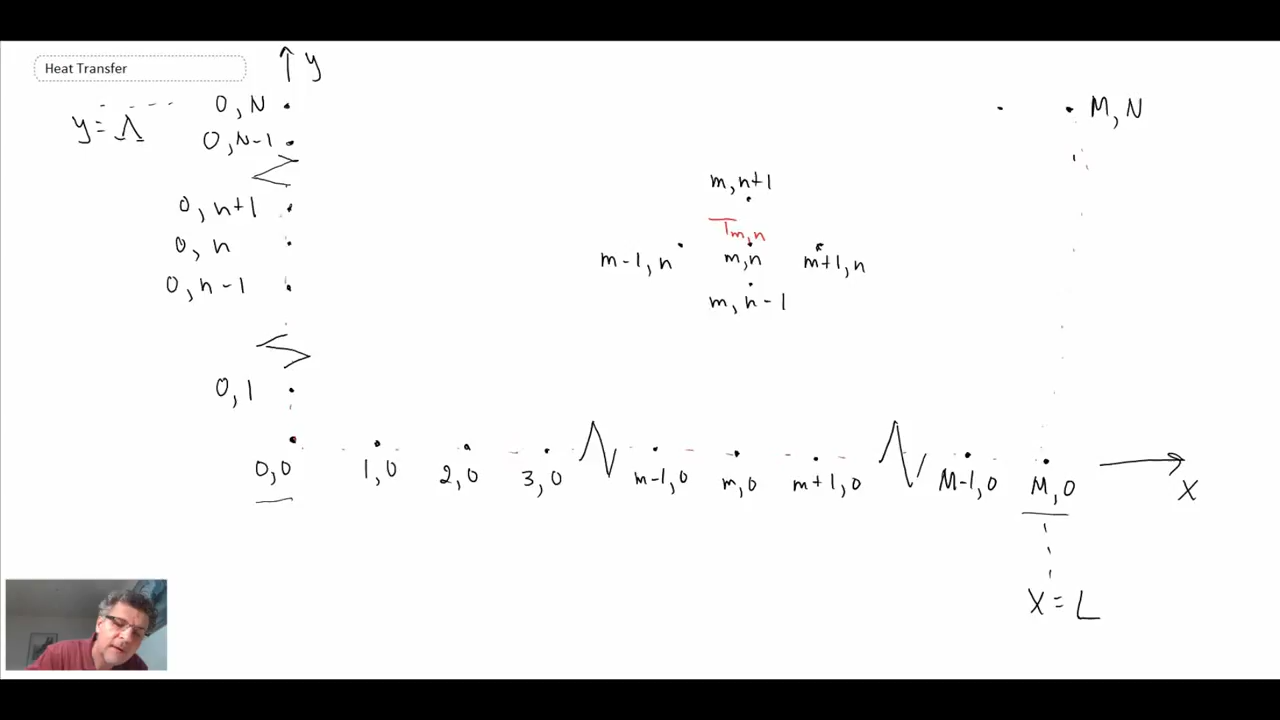 Heat Transfer
y
y = Λ
0, N
M, N
0, N-1
m, n+1
0, n+1
Tm,n
0, n
m-1, n
m,n
m+1, n
0, n-1
m, n-1
0, 1
0,0
1,0
2,0
3,0
m-1,0
m,0
m+1,0
M-1,0
M,0
x
x = L